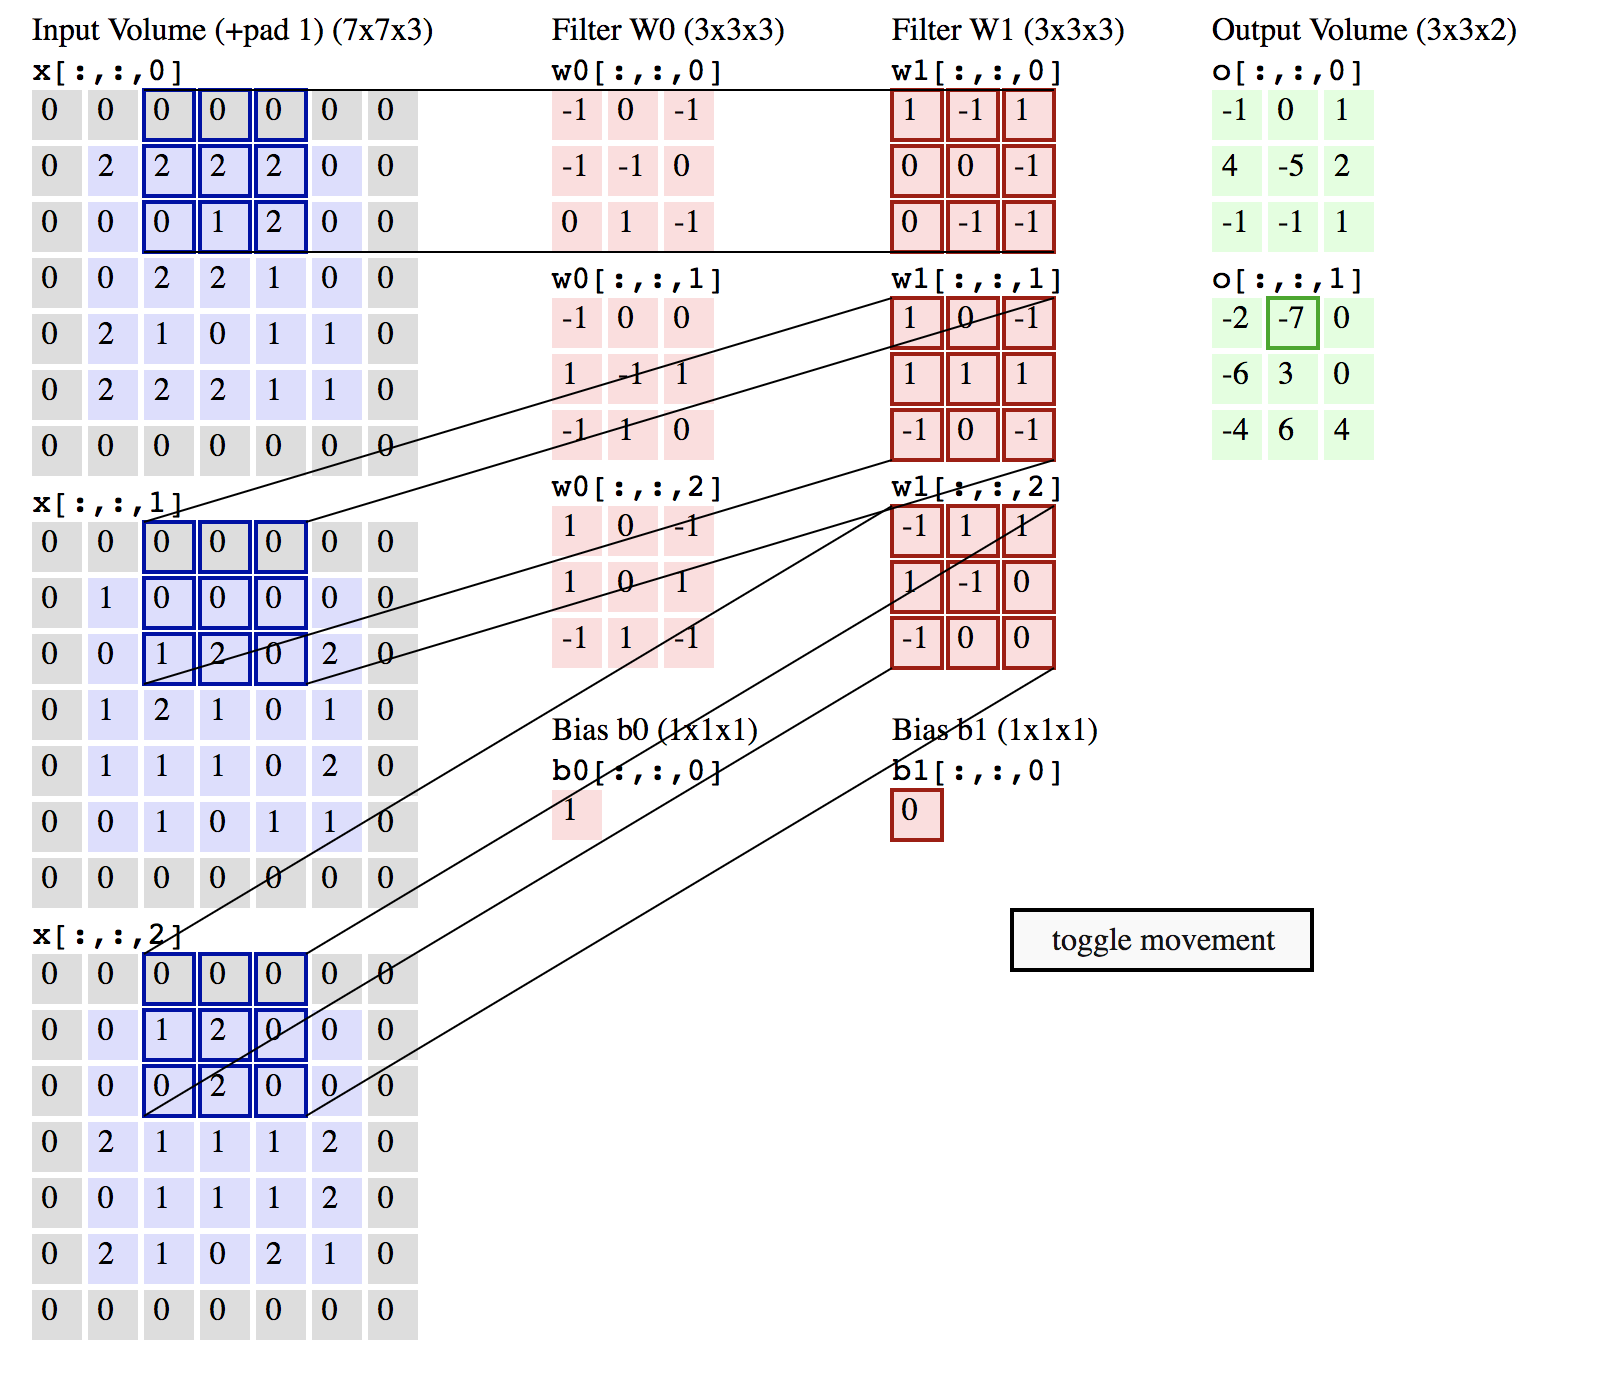 Input Volume (+pad 1) (7x7x3) Filter W0 (3x3x3) Filter W1 (3x3x3) Output Volume (3x3x2)
x[:,:,0] w0[:,:,0] w1[:,:,0] o[:,:,0]
0 0 0 0 0 0 0 -1 0 -1 1 -1 1 -1 0 1
0 2 2 2 2 0 0 -1 -1 0 0 0 -1 4 -5 2
0 0 0 1 2 0 0 0 1 -1 0 -1 -1 -1 -1 1
0 0 2 2 1 0 0 w0[:,:,1] w1[:,:,1] o[:,:,1]
0 2 1 0 1 1 0 -1 0 0 1 0 -1 -2 -7 0
0 2 2 2 1 1 0 1 -1 1 1 1 1 -6 3 0
0 0 0 0 0 0 0 -1 1 0 -1 0 -1 -4 6 4
x[:,:,1] w0[:,:,2] w1[:,:,2]
0 0 0 0 0 0 0 1 0 -1 -1 1 1
0 1 0 0 0 0 0 1 0 1 1 -1 0
0 0 1 2 0 2 0 -1 1 -1 -1 0 0
0 1 2 1 0 1 0 Bias b0 (1x1x1) Bias b1 (1x1x1)
0 1 1 1 0 2 0 b0[:,:,0] b1[:,:,0]
0 0 1 0 1 1 0 1 0
0 0 0 0 0 0 0
x[:,:,2] toggle movement
0 0 0 0 0 0 0
0 0 1 2 0 0 0
0 0 0 2 0 0 0
0 2 1 1 1 2 0
0 0 1 1 1 2 0
0 2 1 0 2 1 0
0 0 0 0 0 0 0